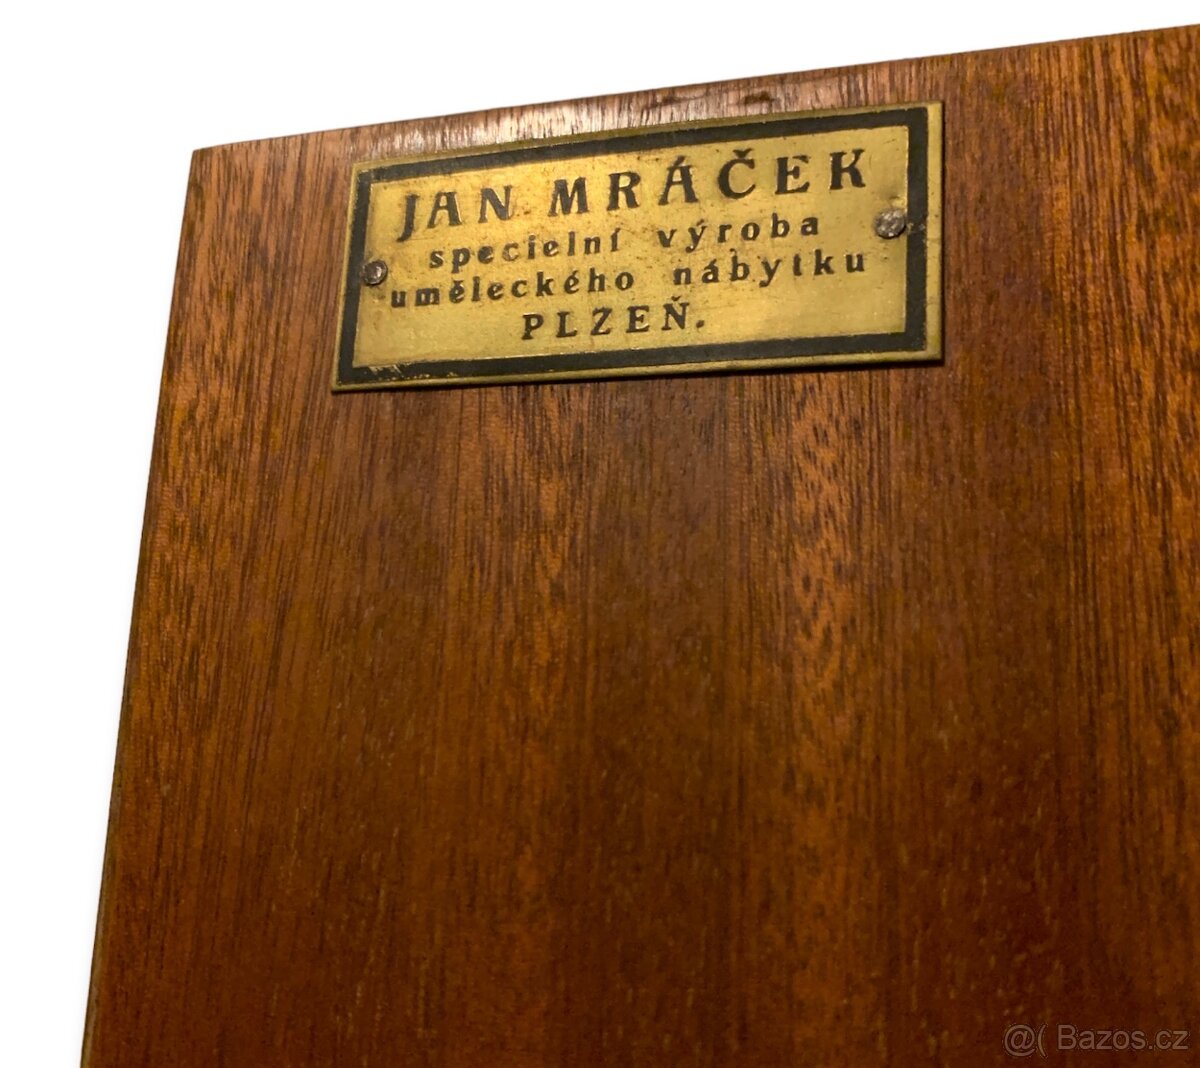 JAN MRÁČEK
specielní výroba
uměleckého nábytku
PLZEŇ.
@( Bazos.cz